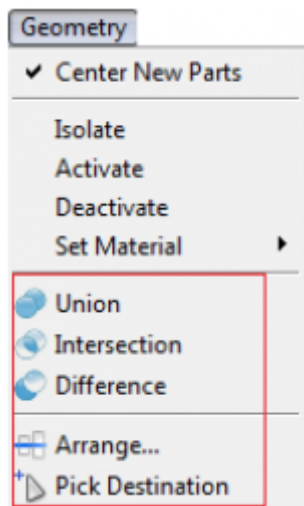 Geometry
Center New Parts
Isolate
Activate
Deactivate
Set Material
Union
Intersection
Difference
Arrange...
Pick Destination